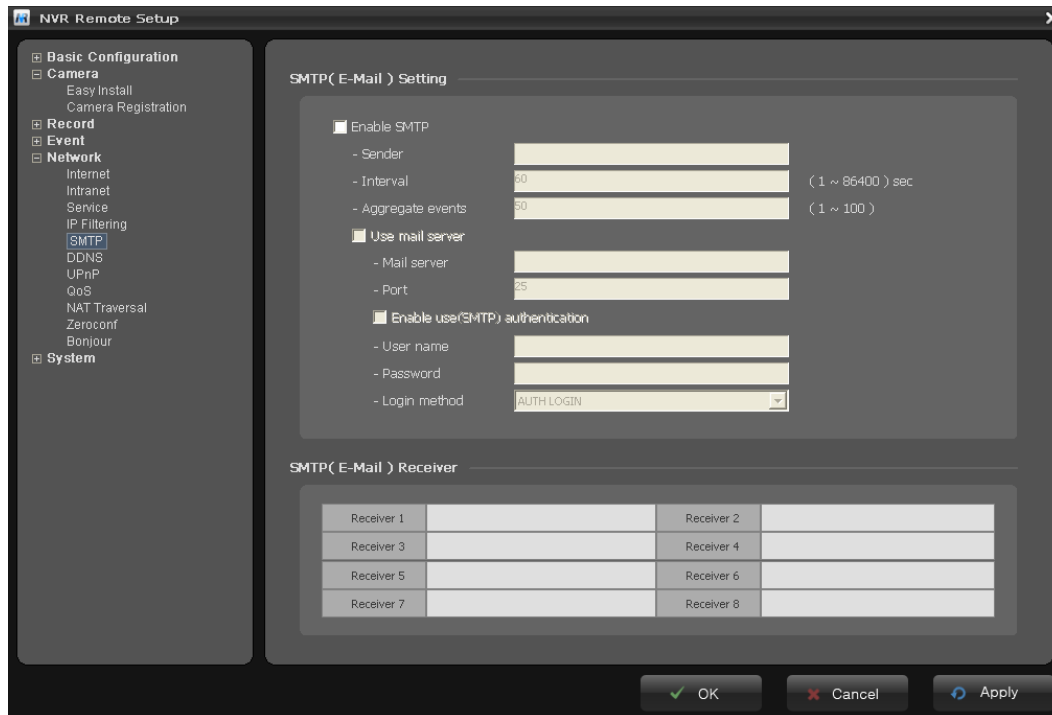 NVR Remote Setup
Basic Configuration
Camera
Easy Install
Camera Registration
Record
Event
Network
Internet
Intranet
Service
IP Filtering
SMTP
DDNS
UPnP
QoS
NAT Traversal
Zeroconf
Bonjour
System
SMTP( E-Mail ) Setting
Enable SMTP
- Sender
- Interval 60 ( 1 ~ 86400 ) sec
- Aggregate events 50 ( 1 ~ 100 )
Use mail server
- Mail server
- Port 25
Enable use(SMTP) authentication
- User name
- Password
- Login method AUTH LOGIN
SMTP( E-Mail ) Receiver
Receiver 1 Receiver 2
Receiver 3 Receiver 4
Receiver 5 Receiver 6
Receiver 7 Receiver 8
OK Cancel Apply